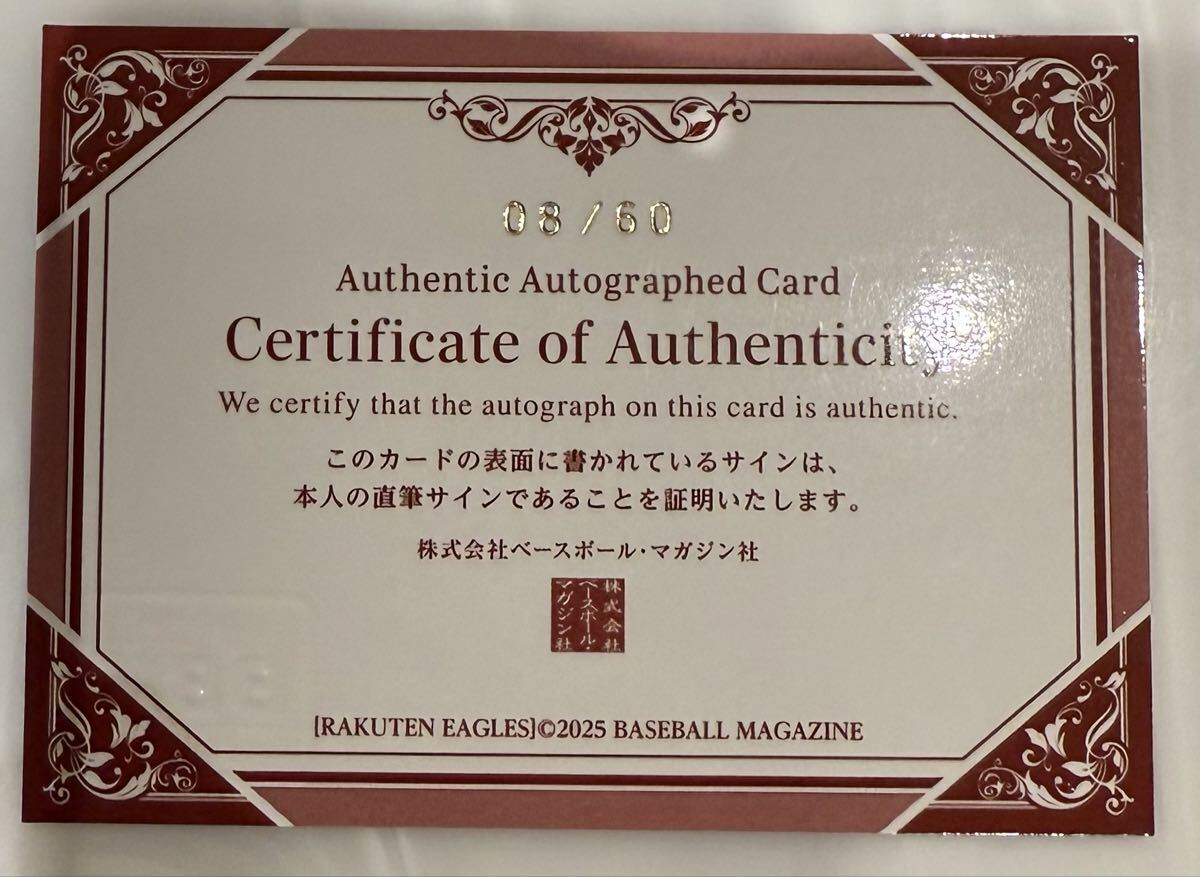 08/60
Authentic Autographed Card
Certificate of Authenticity
We certify that the autograph on this card is authentic.
このカードの表面に書かれているサインは、
本人の直筆サインであることを証明いたします。
株式会社ベースボール・マガジン社
株式会社
ベースボール・
マガジン社
[RAKUTEN EAGLES]©2025 BASEBALL MAGAZINE